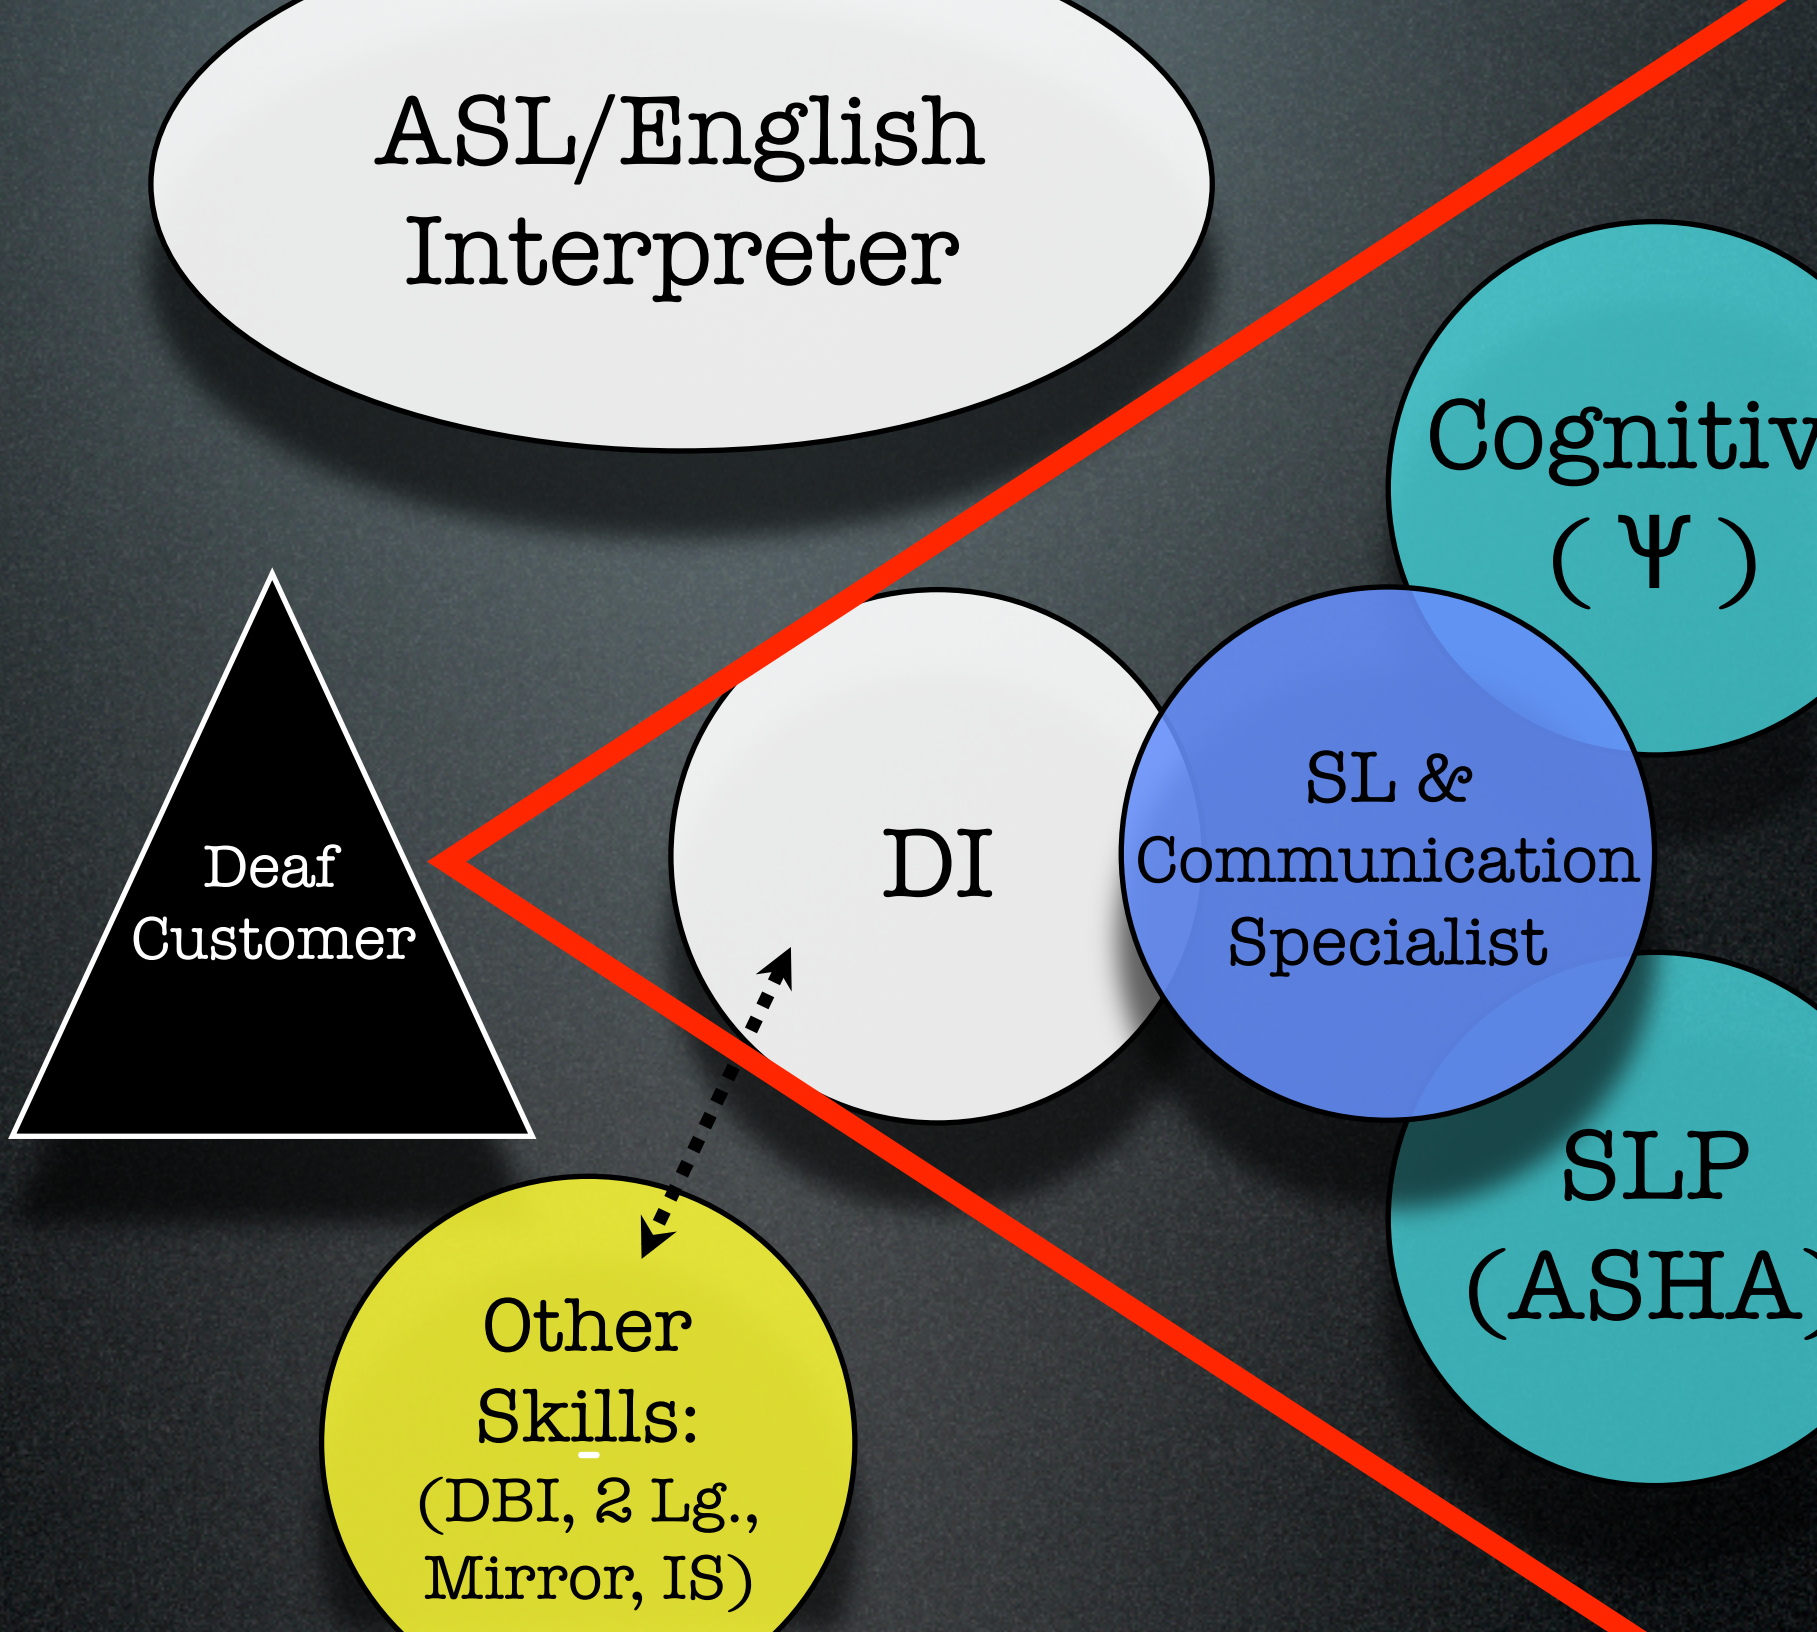 ASL/English
Interpreter
Cognitiv
( Ψ )
Deaf
Customer
DI
SL &
Communication
Specialist
SLP
(ASHA)
Other
Skills:
(DBI, 2 Lg.,
Mirror, IS)